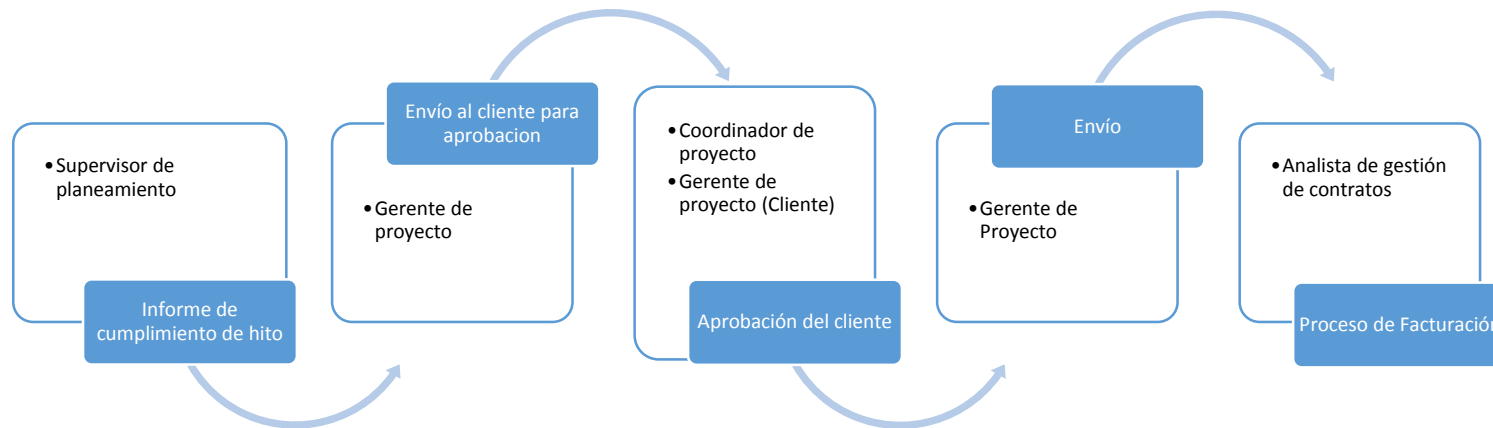 •Supervisor de
planeamiento
Informe de
cumplimiento de hito
Envío al cliente para
aprobacion
•Gerente de
proyecto
•Coordinador de
proyecto
•Gerente de
proyecto (Cliente)
Aprobación del cliente
Envío
•Gerente de
Proyecto
•Analista de gestión
de contratos
Proceso de Facturación